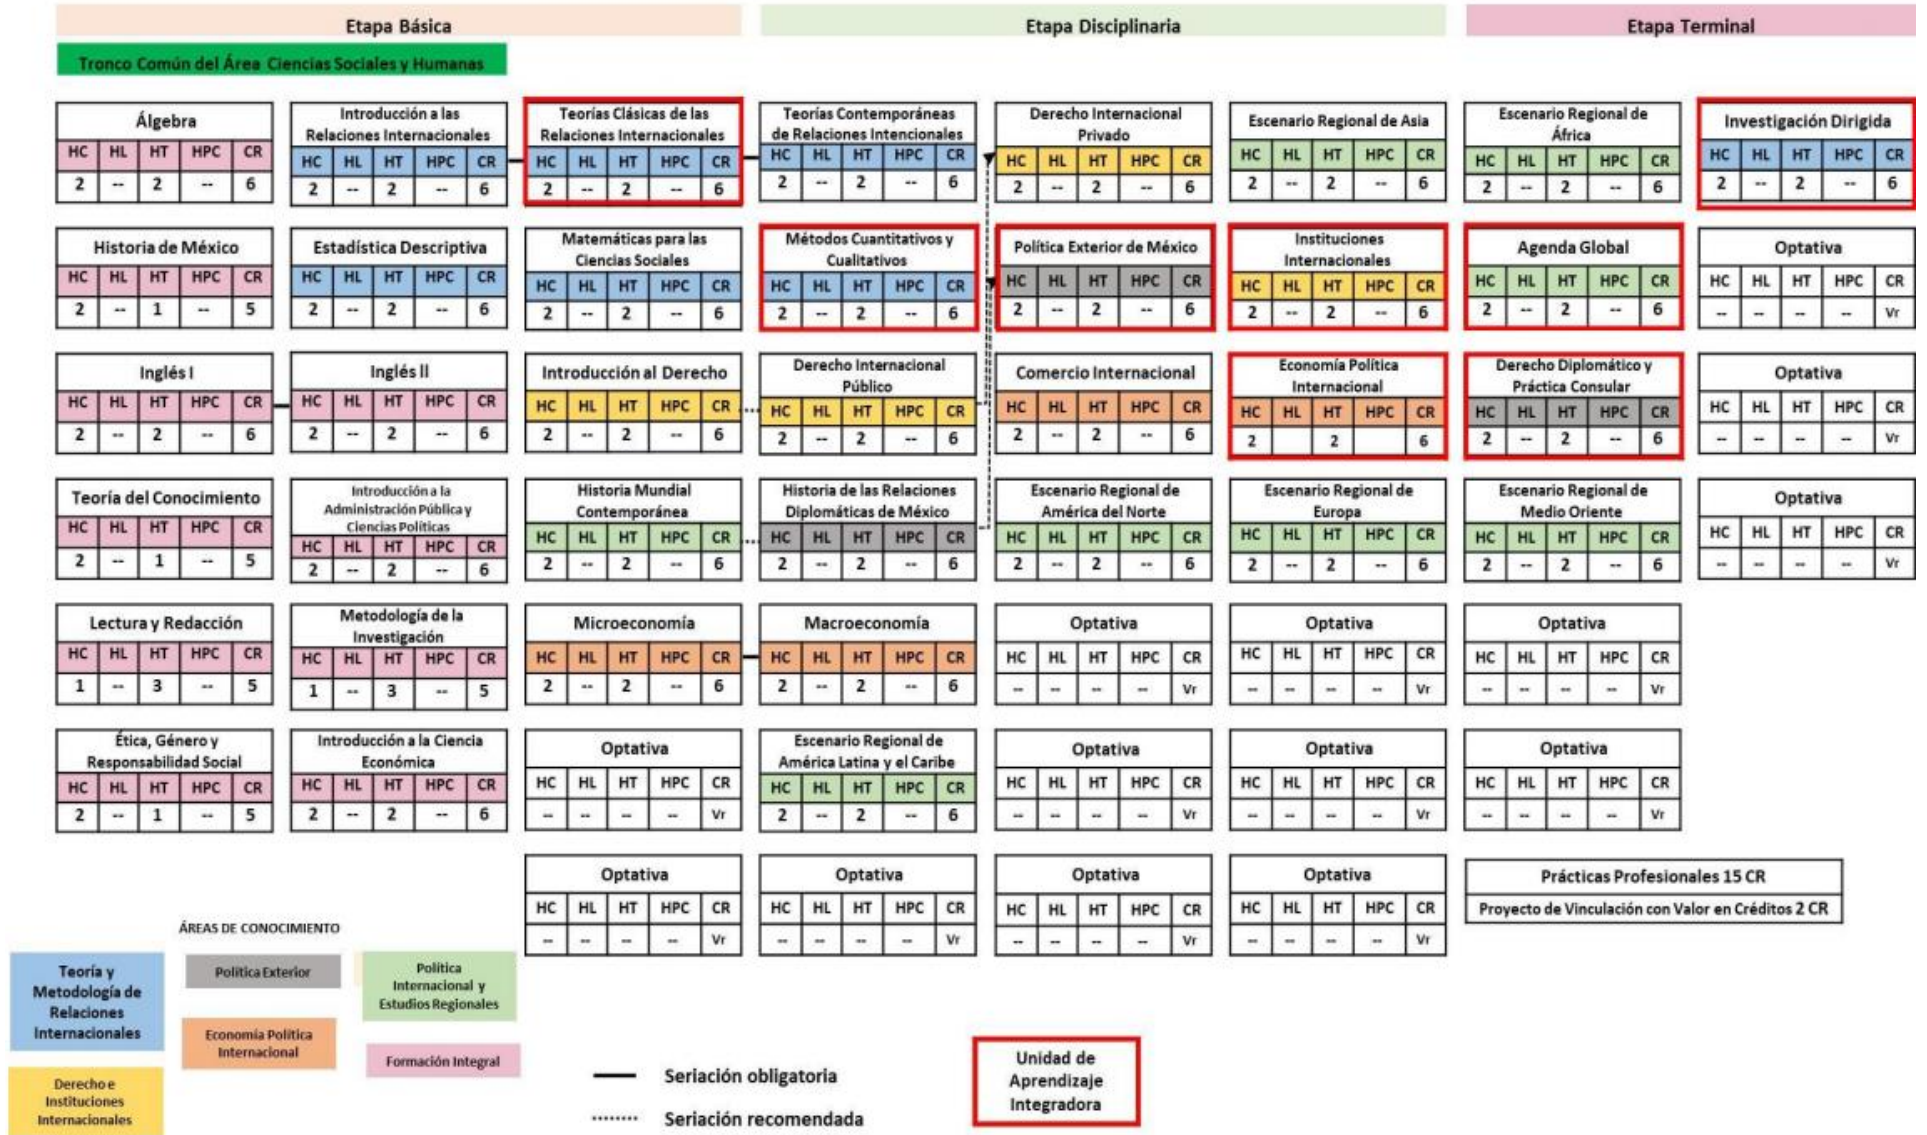 Etapa Básica
Etapa Disciplinaria
Etapa Terminal
Tronco Común del Área Ciencias Sociales y Humanas
Álgebra
HC HL HT HPC CR
2 -- 2 -- 6
Introducción a las
Relaciones Internacionales
HC HL HT HPC CR
2 -- 2 -- 6
Teorías Clásicas de las
Relaciones Internacionales
HC HL HT HPC CR
2 -- 2 -- 6
Teorías Contemporáneas
de Relaciones Intencionales
HC HL HT HPC CR
2 -- 2 -- 6
Derecho Internacional
Privado
HC HL HT HPC CR
2 -- 2 -- 6
Escenario Regional de Asia
HC HL HT HPC CR
2 -- 2 -- 6
Escenario Regional de
África
HC HL HT HPC CR
2 -- 2 -- 6
Investigación Dirigida
HC HL HT HPC CR
2 -- 2 -- 6
Historia de México
HC HL HT HPC CR
2 -- 1 -- 5
Estadística Descriptiva
HC HL HT HPC CR
2 -- 2 -- 6
Matemáticas para las
Ciencias Sociales
HC HL HT HPC CR
2 -- 2 -- 6
Métodos Cuantitativos y
Cualitativos
HC HL HT HPC CR
2 -- 2 -- 6
Política Exterior de México
HC HL HT HPC CR
2 -- 2 -- 6
Instituciones
Internacionales
HC HL HT HPC CR
2 -- 2 -- 6
Agenda Global
HC HL HT HPC CR
2 -- 2 -- 6
Optativa
HC HL HT HPC CR
-- -- -- -- Vr
Inglés I
HC HL HT HPC CR
2 -- 2 -- 6
Inglés II
HC HL HT HPC CR
2 -- 2 -- 6
Introducción al Derecho
HC HL HT HPC CR
2 -- 2 -- 6
Derecho Internacional
Público
HC HL HT HPC CR
2 -- 2 -- 6
Comercio Internacional
HC HL HT HPC CR
2 -- 2 -- 6
Economía Política
Internacional
HC HL HT HPC CR
2 2 6
Derecho Diplomático y
Práctica Consular
HC HL HT HPC CR
2 -- 2 -- 6
Optativa
HC HL HT HPC CR
-- -- -- -- Vr
Teoría del Conocimiento
HC HL HT HPC CR
2 -- 1 -- 5
Introducción a la
Administración Pública y
Ciencias Políticas
HC HL HT HPC CR
2 -- 2 -- 6
Historia Mundial
Contemporánea
HC HL HT HPC CR
2 -- 2 -- 6
Historia de las Relaciones
Diplomáticas de México
HC HL HT HPC CR
2 -- 2 -- 6
Escenario Regional de
América del Norte
HC HL HT HPC CR
2 -- 2 -- 6
Escenario Regional de
Europa
HC HL HT HPC CR
2 -- 2 -- 6
Escenario Regional de
Medio Oriente
HC HL HT HPC CR
2 -- 2 -- 6
Optativa
HC HL HT HPC CR
-- -- -- -- Vr
Lectura y Redacción
HC HL HT HPC CR
1 -- 3 -- 5
Metodología de la
Investigación
HC HL HT HPC CR
1 -- 3 -- 5
Microeconomía
HC HL HT HPC CR
2 -- 2 -- 6
Macroeconomía
HC HL HT HPC CR
2 -- 2 -- 6
Optativa
HC HL HT HPC CR
-- -- -- -- Vr
Optativa
HC HL HT HPC CR
-- -- -- -- Vr
Optativa
HC HL HT HPC CR
-- -- -- -- Vr
Ética, Género y
Responsabilidad Social
HC HL HT HPC CR
2 -- 1 -- 5
Introducción a la Ciencia
Económica
HC HL HT HPC CR
2 -- 2 -- 6
Optativa
HC HL HT HPC CR
-- -- -- -- Vr
Escenario Regional de
América Latina y el Caribe
HC HL HT HPC CR
2 -- 2 -- 6
Optativa
HC HL HT HPC CR
-- -- -- -- Vr
Optativa
HC HL HT HPC CR
-- -- -- -- Vr
Optativa
HC HL HT HPC CR
-- -- -- -- Vr
Optativa
HC HL HT HPC CR
-- -- -- -- Vr
Optativa
HC HL HT HPC CR
-- -- -- -- Vr
Optativa
HC HL HT HPC CR
-- -- -- -- Vr
Optativa
HC HL HT HPC CR
-- -- -- -- Vr
Prácticas Profesionales 15 CR
Proyecto de Vinculación con Valor en Créditos 2 CR
ÁREAS DE CONOCIMIENTO
Teoría y
Metodología de
Relaciones
Internacionales
Política Exterior
Política
Internacional y
Estudios Regionales
Economía Política
Internacional
Formación Integral
Derecho e
Instituciones
Internacionales
Seriación obligatoria
Seriación recomendada
Unidad de
Aprendizaje
Integradora